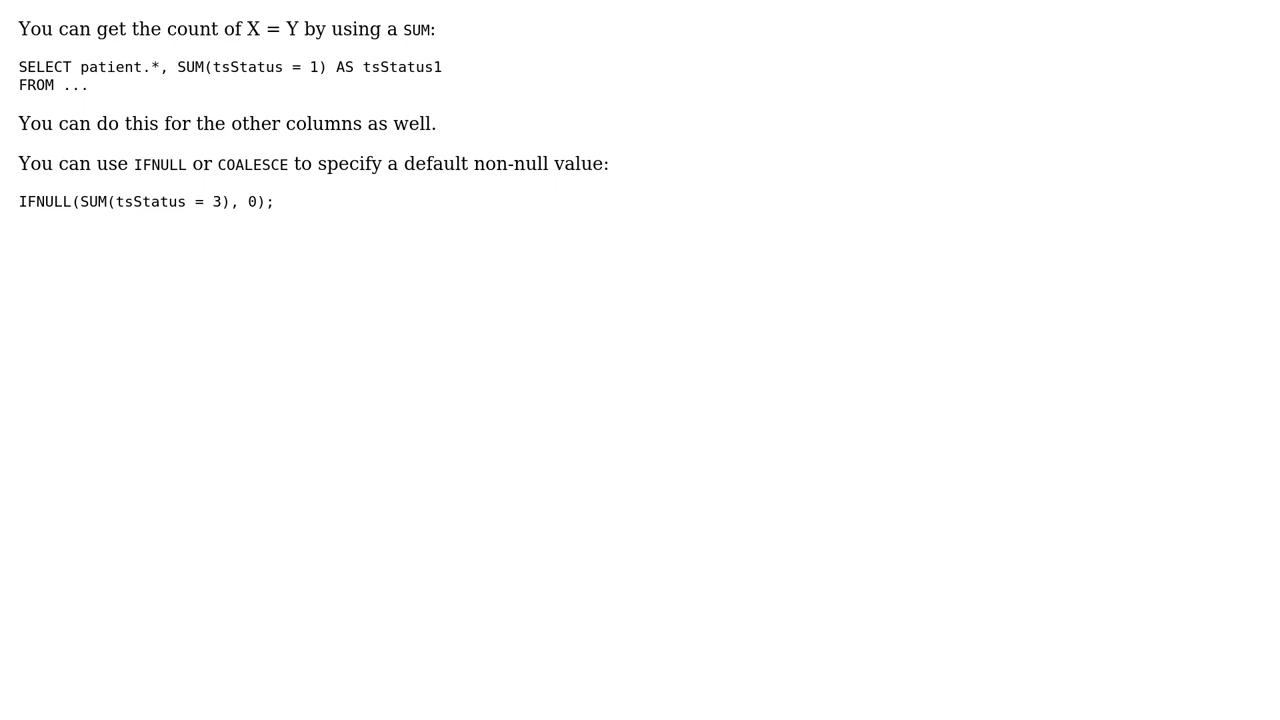 You can get the count of X = Y by using a SUM:
SELECT patient.*, SUM(tsStatus = 1) AS tsStatus1
FROM ...
You can do this for the other columns as well.
You can use IFNULL or COALESCE to specify a default non-null value:
IFNULL(SUM(tsStatus = 3), 0);